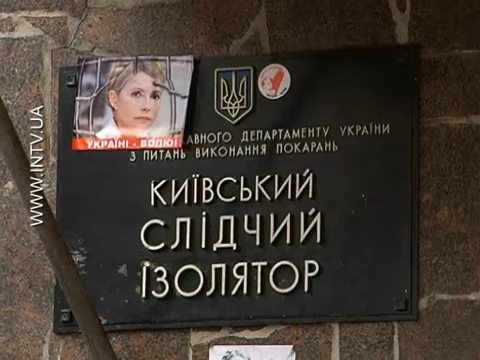 УКРАЇНІ - ВОЛЮ!
АВНОГО ДЕПАРТАМЕНТУ УКРАЇНИ
З ПИТАНЬ ВИКОНАННЯ ПОКАРАНЬ
КИЇВСЬКИЙ
СЛІДЧИЙ
ІЗОЛЯТОР
WWW.INTV.UA